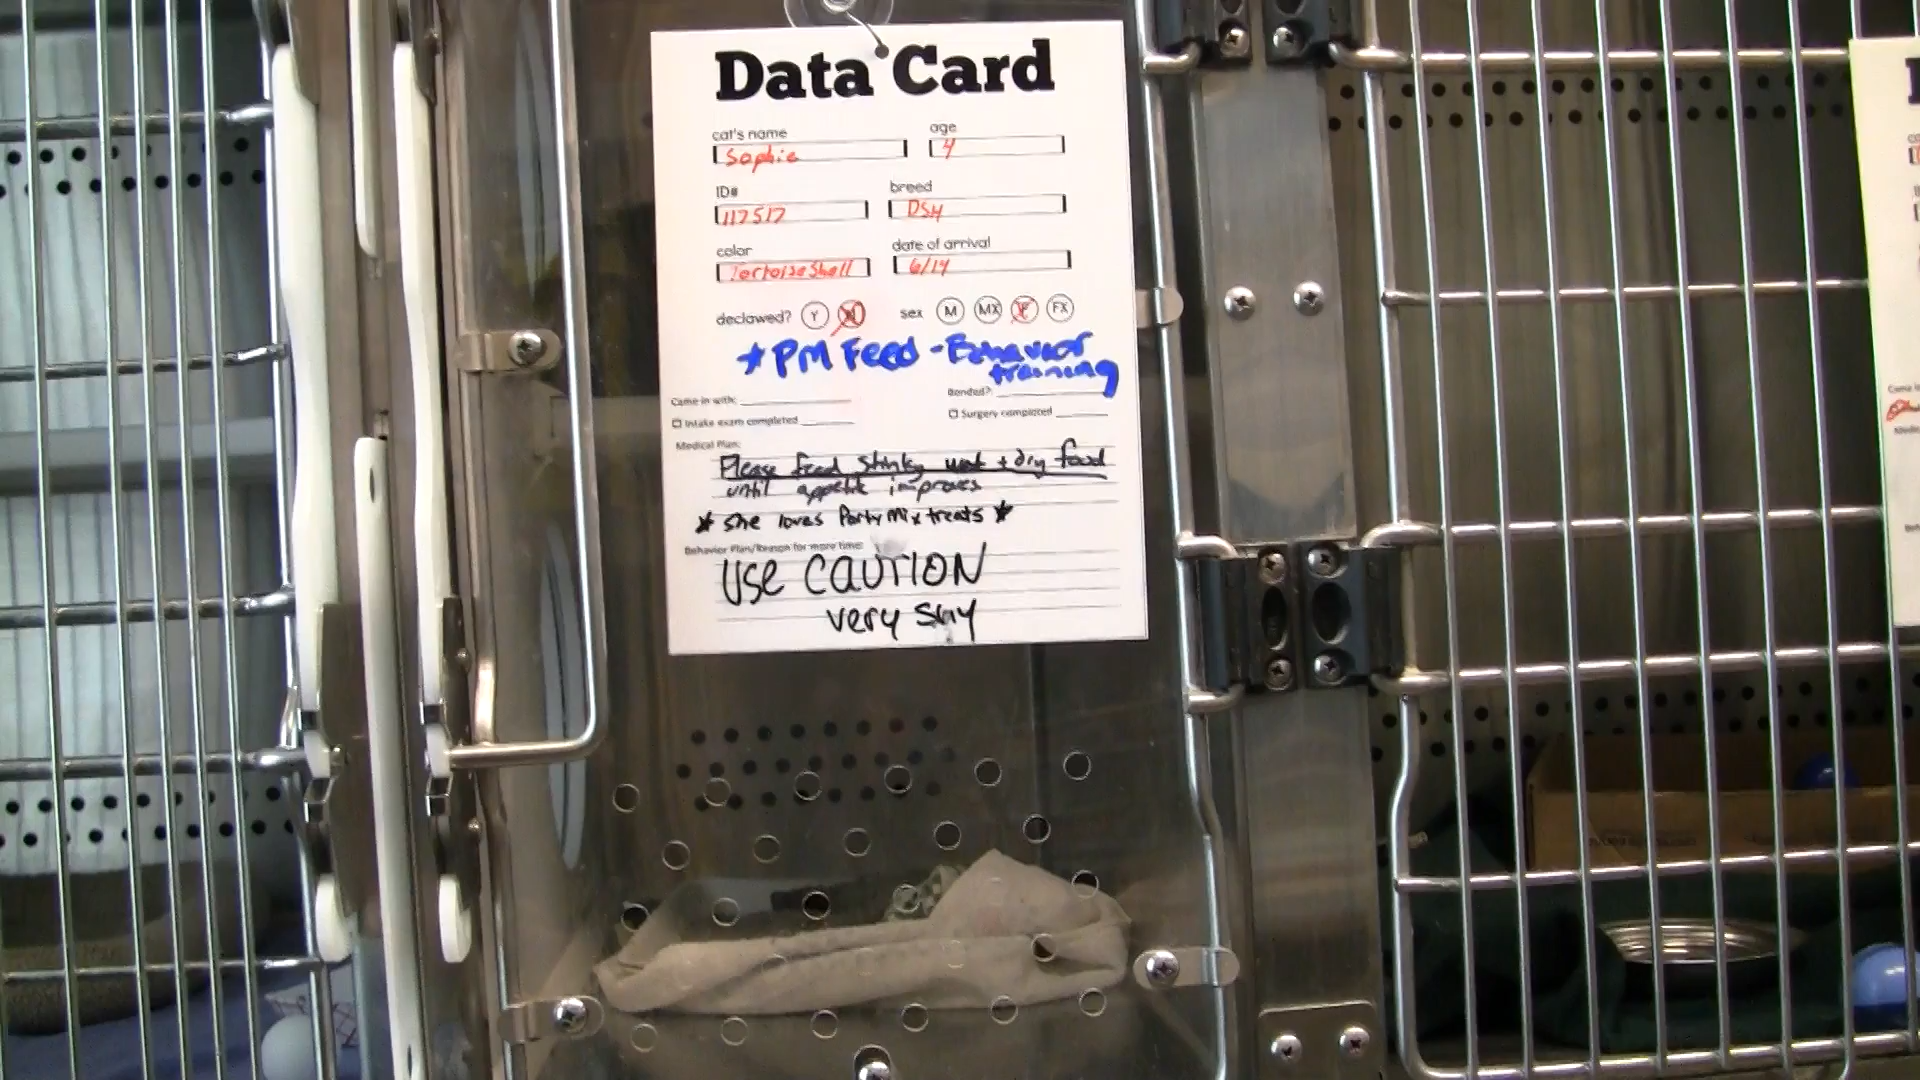 Data Card
cat's name age
Sophie 4
ID# breed
117517 DSH
color date of arrival
Tortoiseshell 6/14
declawed? Y N sex M MX F FX
* PM Feed - Behavior
training
Came in with: Bonded?
Intake exam completed Surgery completed
Medical Plan:
Please feed stinky wet + dry food
until appetite improves
* she loves Party Mix treats *
Behavior Plan/Reason for more time:
USE CAUTION
very shy